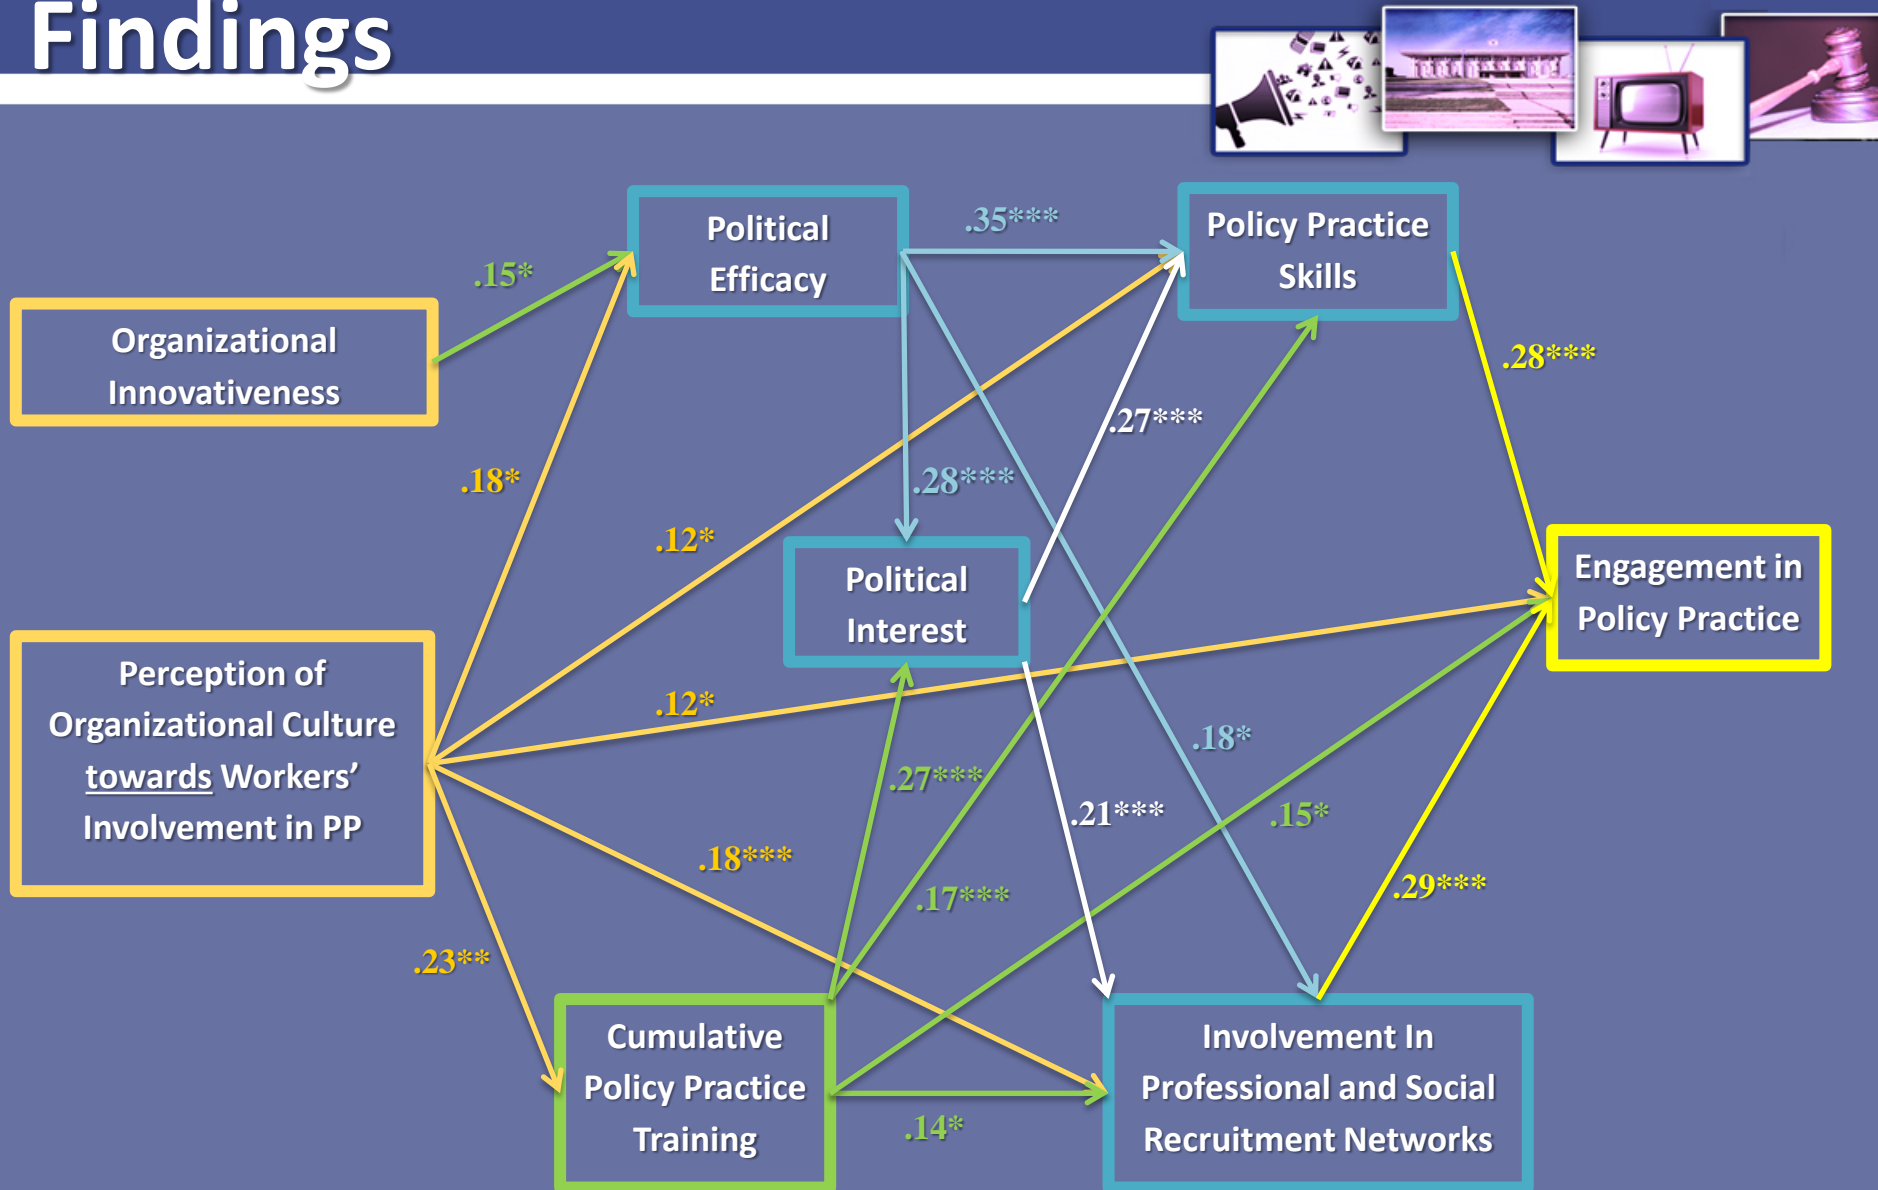 Findings
Political
Efficacy
.35***
Policy Practice
Skills
.15*
Organizational
Innovativeness
.28***
.27***
.18*
.28***
.12*
Political
Interest
Engagement in
Policy Practice
Perception of
Organizational Culture
towards Workers’
Involvement in PP
.12*
.18*
.27***
.21***
.15*
.18***
.17***
.29***
.23**
Cumulative
Policy Practice
Training
.14*
Involvement In
Professional and Social
Recruitment Networks